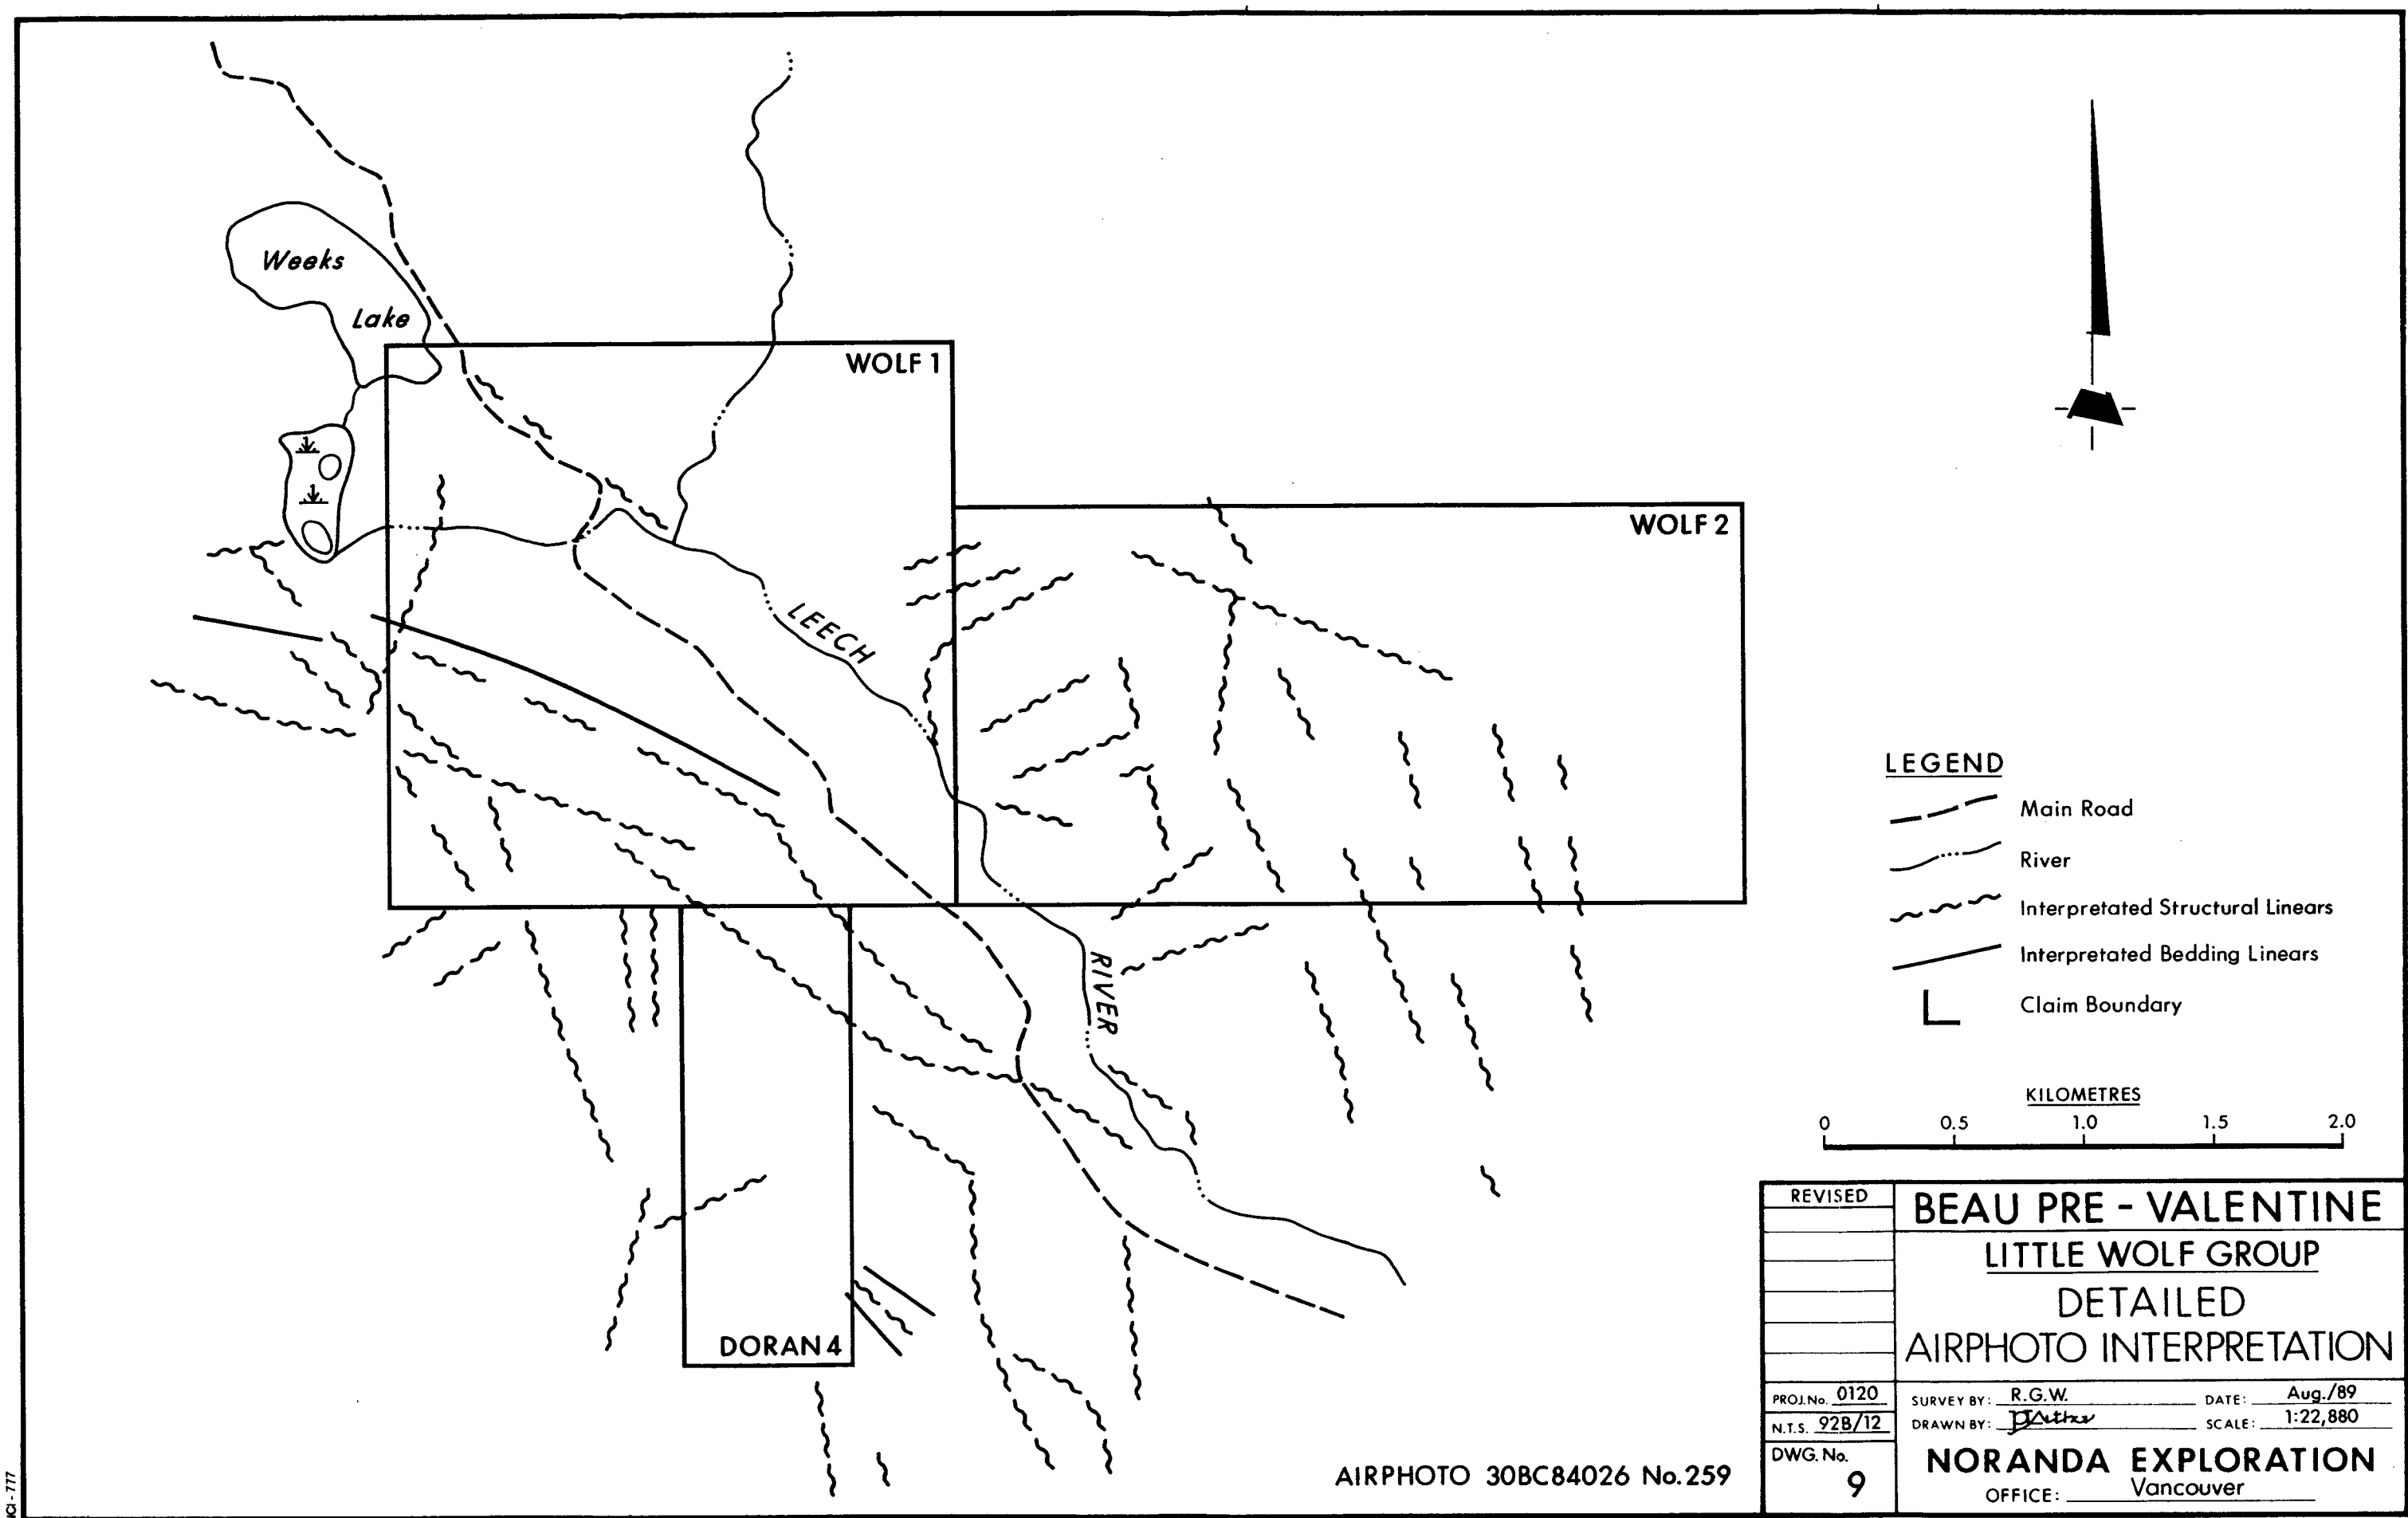 Weeks
Lake
WOLF 1
WOLF 2
LEECH
RIVER
DORAN 4
LEGEND
Main Road
River
Interpretated Structural Linears
Interpretated Bedding Linears
Claim Boundary
KILOMETRES
0 0.5 1.0 1.5 2.0
AIRPHOTO 30BC84026 No.259
REVISED
BEAU PRE - VALENTINE
LITTLE WOLF GROUP
DETAILED
AIRPHOTO INTERPRETATION
PROJ.No. 0120
SURVEY BY: R.G.W. DATE: Aug./89
N.T.S. 92B/12
DRAWN BY: SCALE: 1:22,880
DWG. No.
9
NORANDA EXPLORATION
OFFICE: Vancouver
- 777